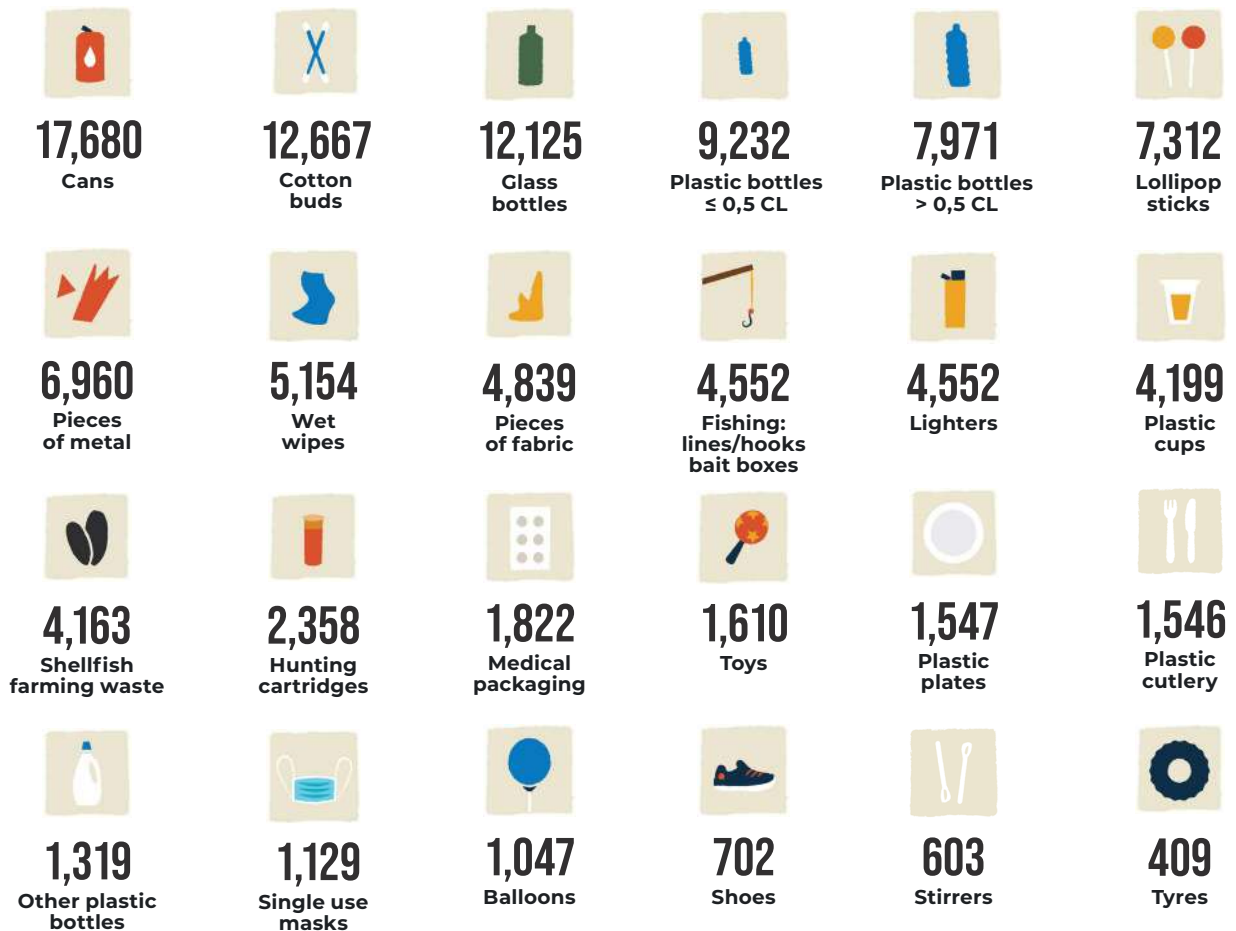 17,680
Cans
12,667
Cotton
buds
12,125
Glass
bottles
9,232
Plastic bottles
≤ 0,5 CL
7,971
Plastic bottles
> 0,5 CL
7,312
Lollipop
sticks
6,960
Pieces
of metal
5,154
Wet
wipes
4,839
Pieces
of fabric
4,552
Fishing:
lines/hooks
bait boxes
4,552
Lighters
4,199
Plastic
cups
4,163
Shellfish
farming waste
2,358
Hunting
cartridges
1,822
Medical
packaging
1,610
Toys
1,547
Plastic
plates
1,546
Plastic
cutlery
1,319
Other plastic
bottles
1,129
Single use
masks
1,047
Balloons
702
Shoes
603
Stirrers
409
Tyres